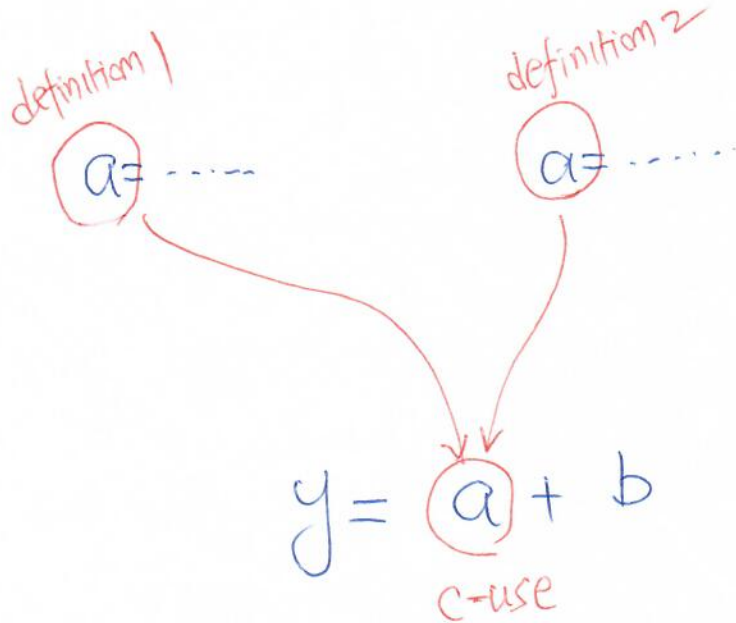 definition 1
definition 2
a= ......
a= .......
y = a + b
c-use